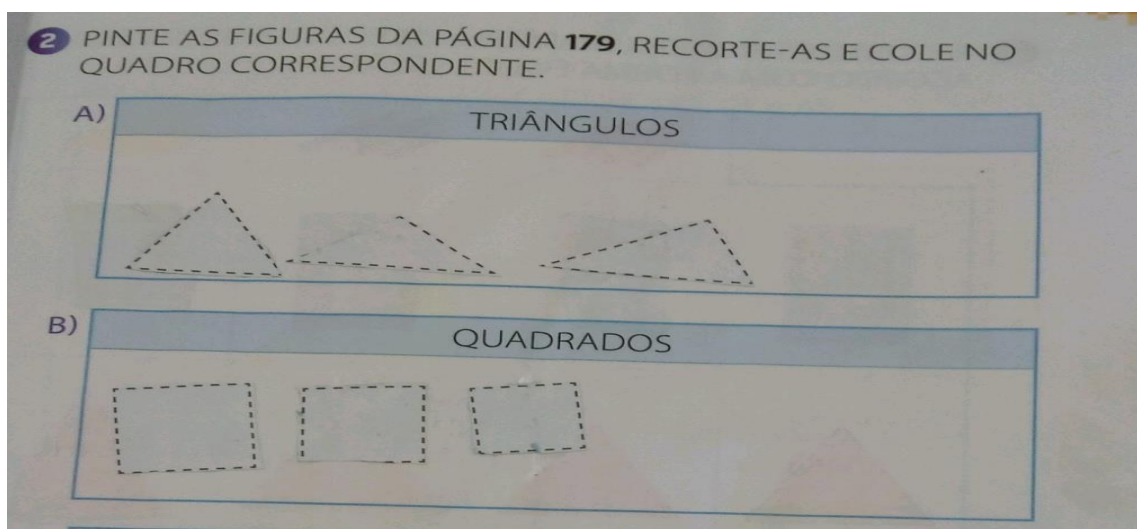 2 PINTE AS FIGURAS DA PÁGINA 179, RECORTE-AS E COLE NO
QUADRO CORRESPONDENTE.
A)
TRIÂNGULOS
B)
QUADRADOS